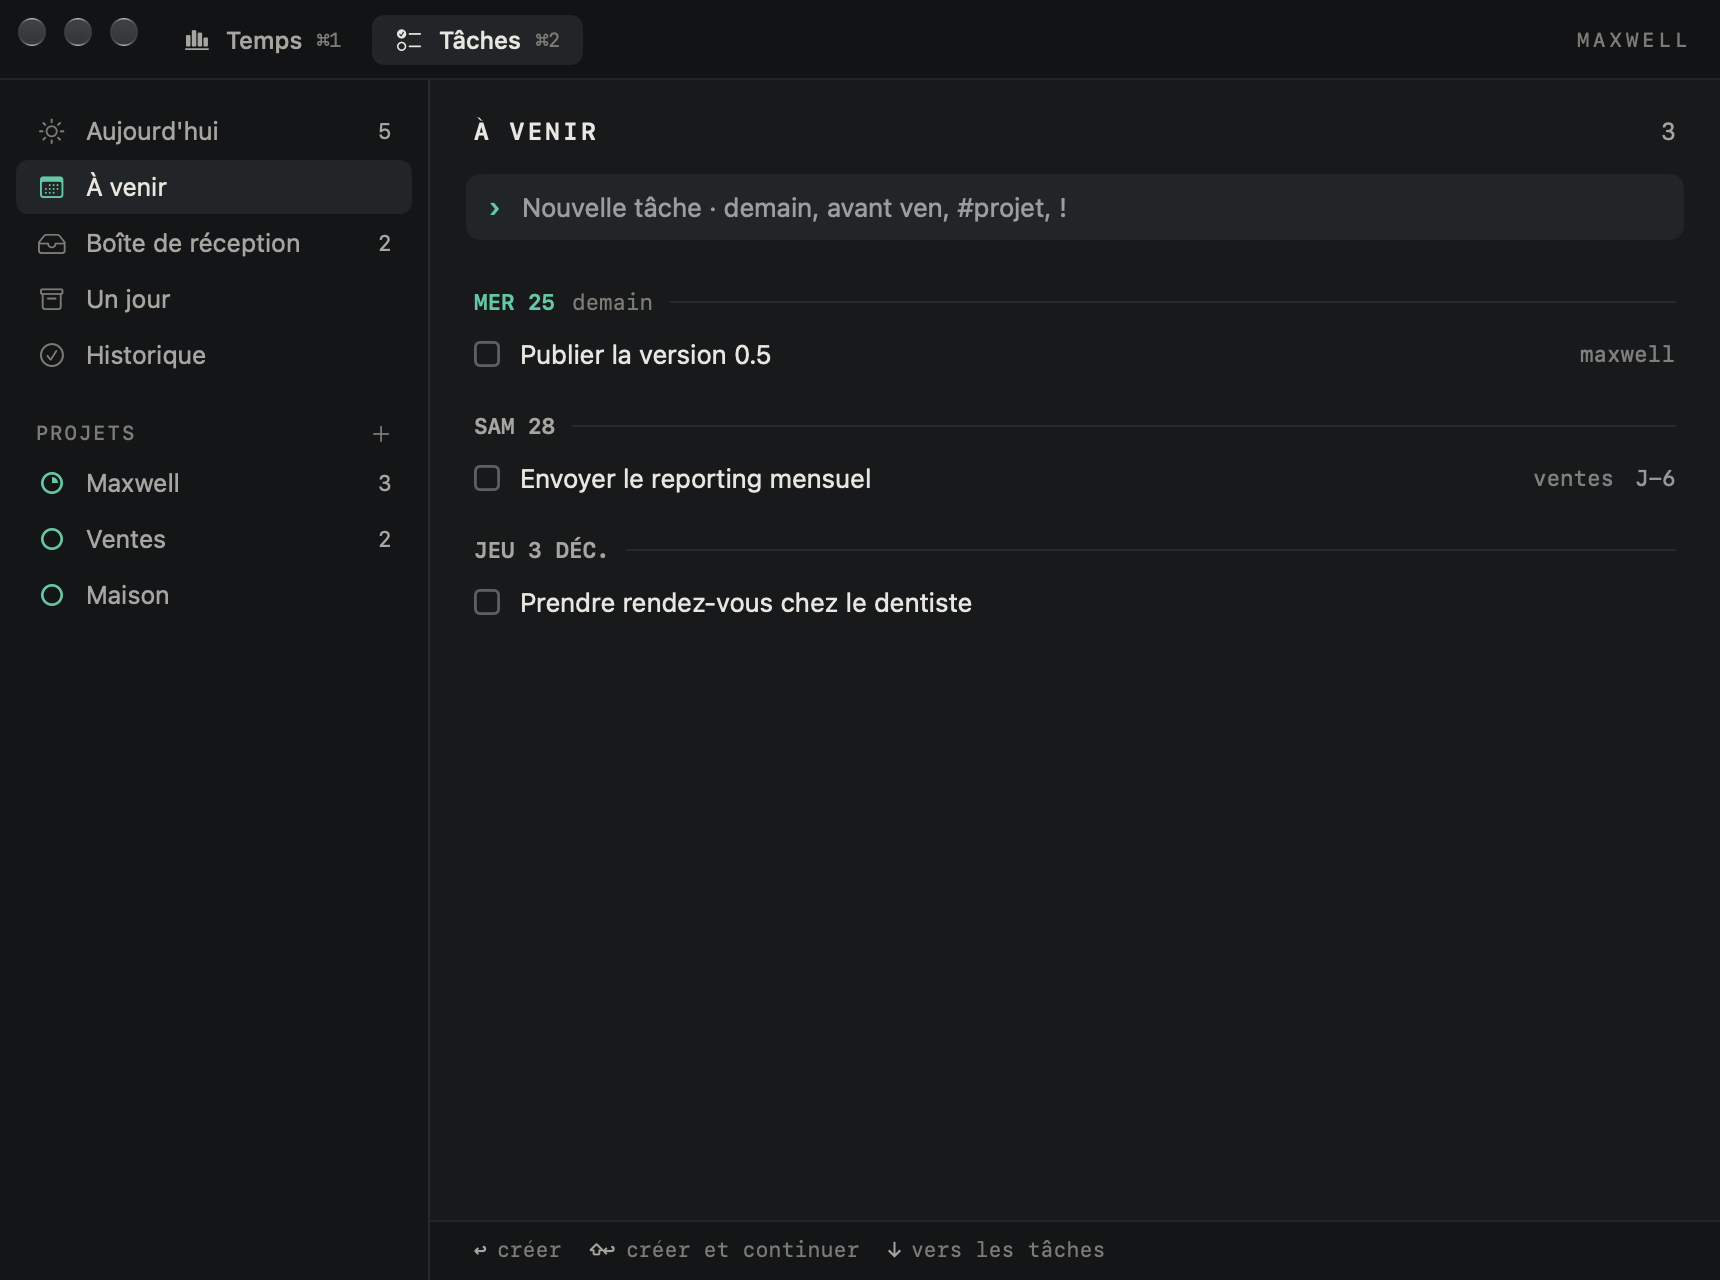 Temps ⌘1 Tâches ⌘2 MAXWELL
Aujourd'hui 5
À venir
Boîte de réception 2
Un jour
Historique
PROJETS +
Maxwell 3
Ventes 2
Maison
À VENIR 3
› Nouvelle tâche · demain, avant ven, #projet, !
MER 25 demain
Publier la version 0.5 maxwell
SAM 28
Envoyer le reporting mensuel ventes J–6
JEU 3 DÉC.
Prendre rendez-vous chez le dentiste
↩ créer ⇧↩ créer et continuer ↓ vers les tâches